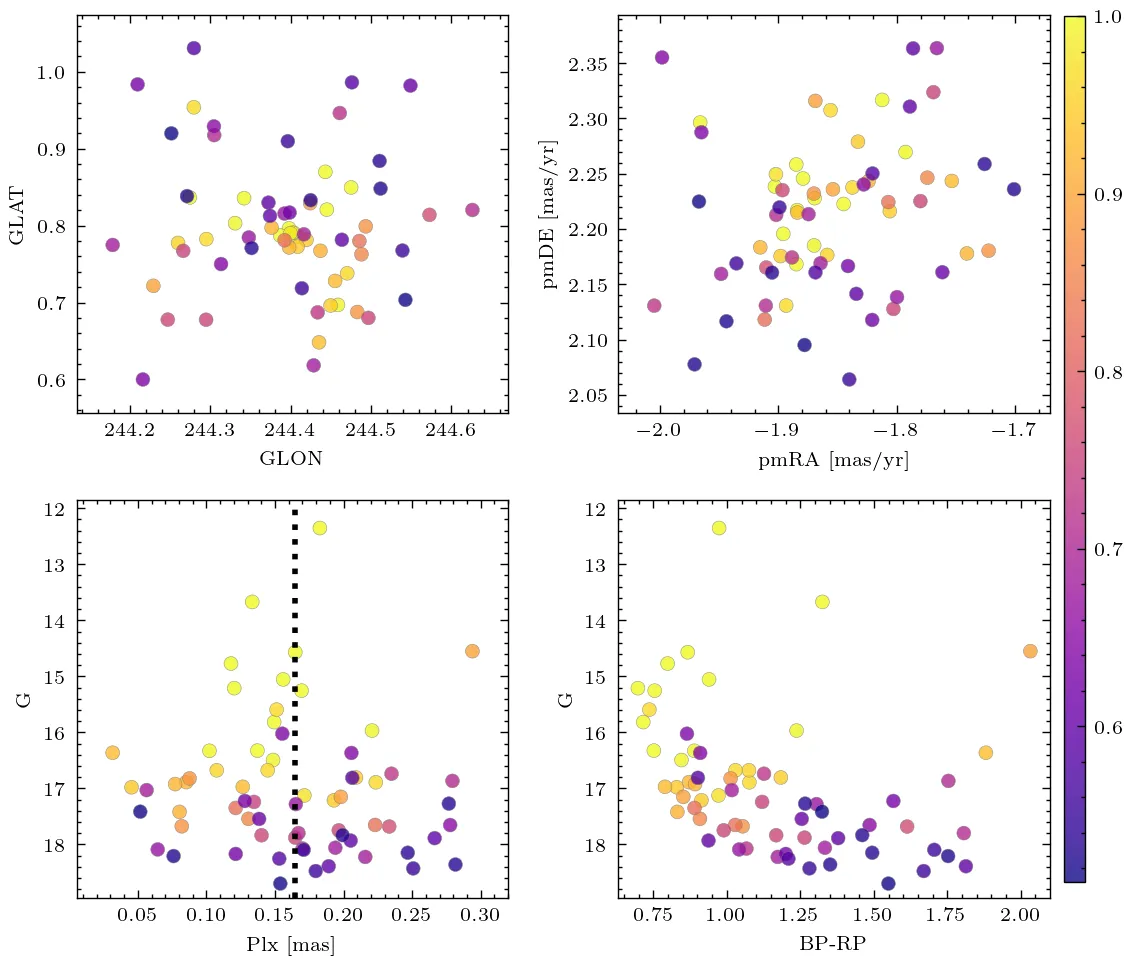 1.0
0.9
0.8
0.7
0.6
GLAT
244.2 244.3 244.4 244.5 244.6
GLON
2.35
2.30
2.25
2.20
2.15
2.10
2.05
pmDE [mas/yr]
−2.0 −1.9 −1.8 −1.7
pmRA [mas/yr]
12
13
14
15
16
17
18
G
0.05 0.10 0.15 0.20 0.25 0.30
Plx [mas]
12
13
14
15
16
17
18
G
0.75 1.00 1.25 1.50 1.75 2.00
BP-RP
1.0
0.9
0.8
0.7
0.6